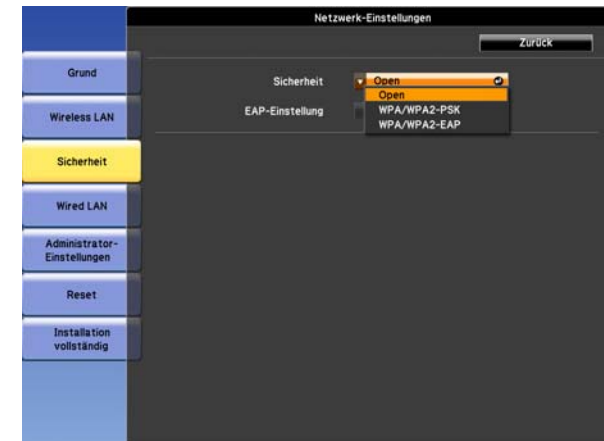 Netzwerk-Einstellungen
Zurück
Grund
Wireless LAN
Sicherheit
Wired LAN
Administrator-
Einstellungen
Reset
Installation
vollständig
Sicherheit
Open
Open
WPA/WPA2-PSK
WPA/WPA2-EAP
EAP-Einstellung